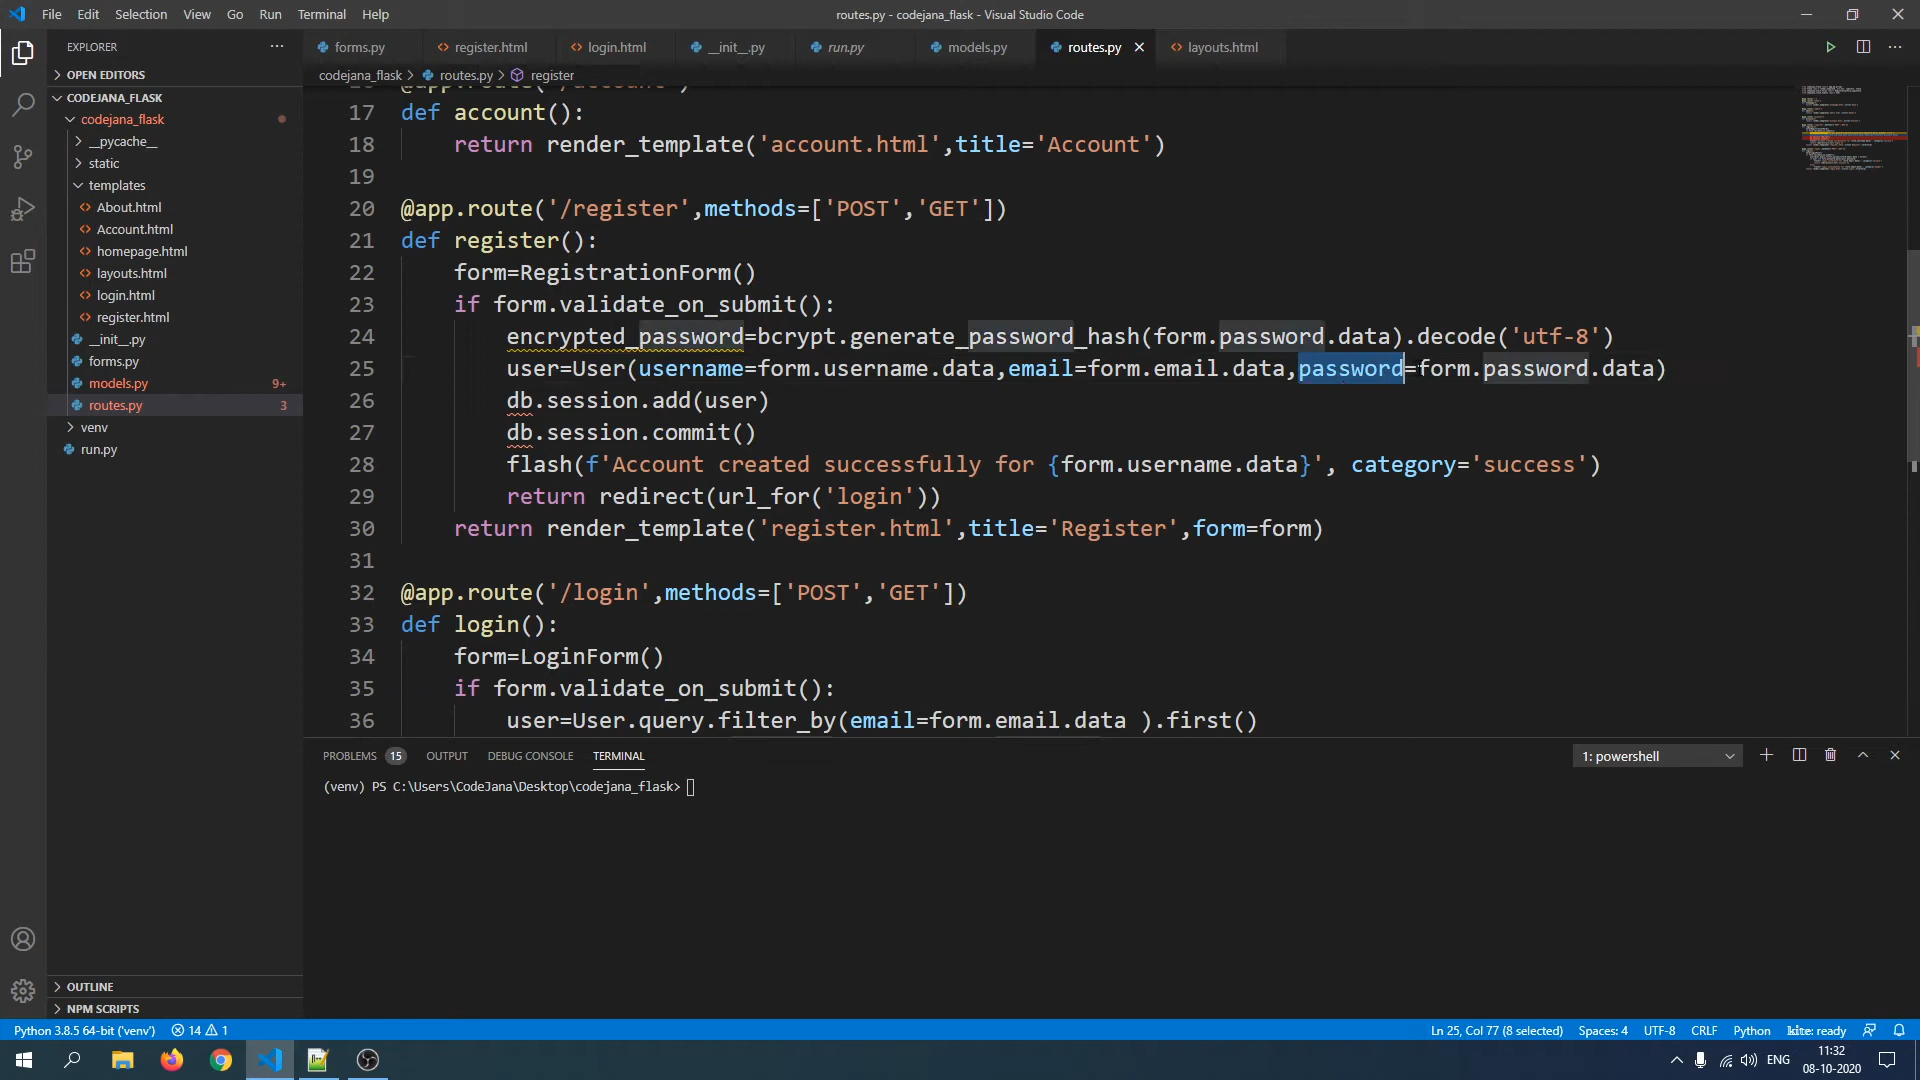 File Edit Selection View Go Run Terminal Help
routes.py - codejana_flask - Visual Studio Code
EXPLORER
OPEN EDITORS
CODEJANA_FLASK
codejana_flask
__pycache__
static
templates
About.html
Account.html
homepage.html
layouts.html
login.html
register.html
__init__.py
forms.py
models.py 9+
routes.py 3
venv
run.py
OUTLINE
NPM SCRIPTS
forms.py register.html login.html __init__.py run.py models.py routes.py layouts.html
codejana_flask > routes.py > register
17 def account():
18 return render_template('account.html',title='Account')
19
20 @app.route('/register',methods=['POST','GET'])
21 def register():
22 form=RegistrationForm()
23 if form.validate_on_submit():
24 encrypted_password=bcrypt.generate_password_hash(form.password.data).decode('utf-8')
25 user=User(username=form.username.data,email=form.email.data,password=form.password.data)
26 db.session.add(user)
27 db.session.commit()
28 flash(f'Account created successfully for {form.username.data}', category='success')
29 return redirect(url_for('login'))
30 return render_template('register.html',title='Register',form=form)
31
32 @app.route('/login',methods=['POST','GET'])
33 def login():
34 form=LoginForm()
35 if form.validate_on_submit():
36 user=User.query.filter_by(email=form.email.data ).first()
PROBLEMS 15 OUTPUT DEBUG CONSOLE TERMINAL
1: powershell
(venv) PS C:\Users\CodeJana\Desktop\codejana_flask>
Python 3.8.5 64-bit ('venv') 14 1
Ln 25, Col 77 (8 selected) Spaces: 4 UTF-8 CRLF Python kite: ready
ENG
11:32
08-10-2020